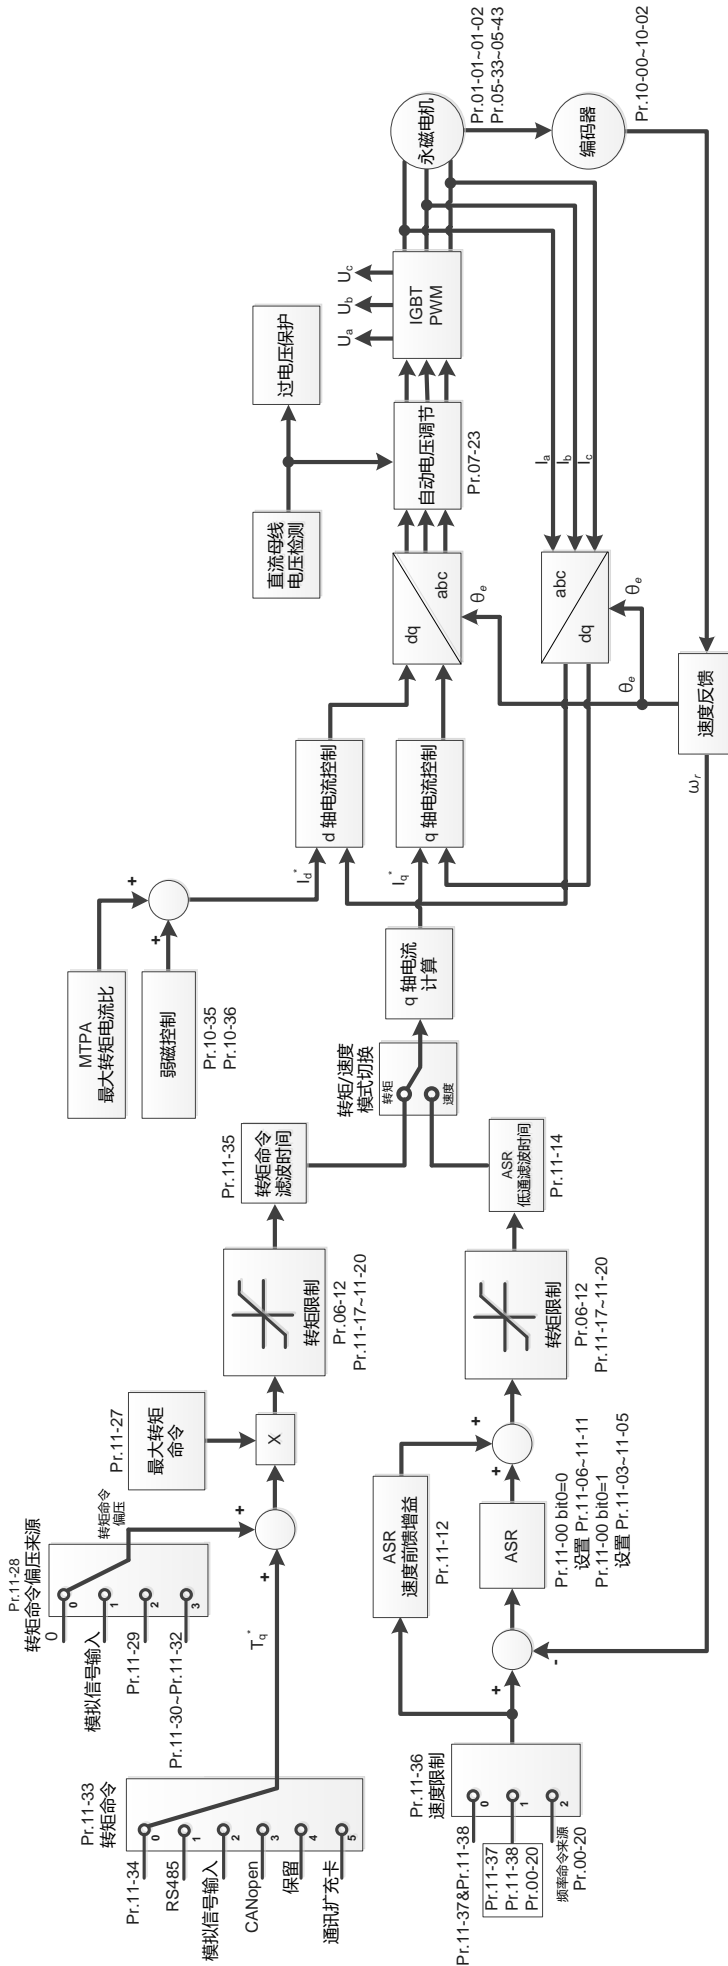 Pr.11-33
转矩命令
Pr.11-34
RS485
模拟信号输入
CANopen
保留
通讯扩充卡
0
1
2
3
4
5
Tq*
Pr.11-28
转矩命令偏压来源
0
模拟信号输入
Pr.11-29
Pr.11-30~Pr.11-32
0
1
2
3
转矩命令
偏压
+
+
Pr.11-27
最大转矩
命令
X
转矩限制
Pr.06-12
Pr.11-17~11-20
Pr.11-35
转矩命令
滤波时间
Pr.11-36
速度限制
Pr.11-37&Pr.11-38
Pr.11-37
Pr.11-38
Pr.00-20
频率命令来源
Pr.00-20
0
1
2
+
-
ASR
速度前馈增益
Pr.11-12
ASR
Pr.11-00 bit0=0
设置 Pr.11-06~11-11
Pr.11-00 bit0=1
设置 Pr.11-03~11-05
+
+
转矩限制
Pr.06-12
Pr.11-17~11-20
ASR
低通滤波时间
Pr.11-14
转矩/速度
模式切换
转矩
速度
q 轴电流
计算
MTPA
最大转矩电流比
弱磁控制
Pr.10-35
Pr.10-36
+
+
Id*
Iq*
d 轴电流控制
q 轴电流控制
dq
abc
θe
直流母线
电压检测
过电压保护
自动电压调节
Pr.07-23
IGBT
PWM
Ua
Ub
Uc
永磁电机
Pr.01-01~01-02
Pr.05-33~05-43
编码器
Pr.10-00~10-02
Ia
Ib
Ic
abc
dq
θe
θe
速度反馈
ωr